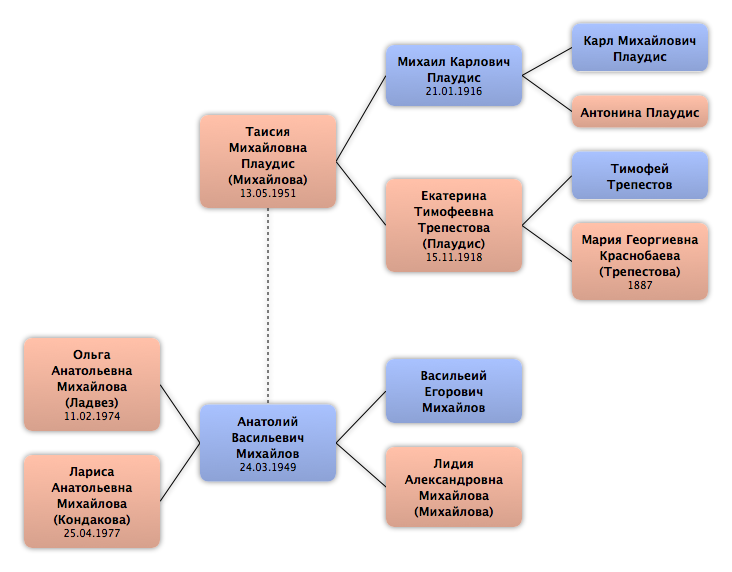 Карл Михайлович
Плаудис
Михаил Карлович
Плаудис
21.01.1916
Антонина Плаудис
Таисия
Михайловна
Плаудис
(Михайлова)
13.05.1951
Тимофей
Трепестов
Екатерина
Тимофеевна
Трепестова
(Плаудис)
15.11.1918
Мария Георгиевна
Краснобаева
(Трепестова)
1887
Ольга
Анатольевна
Михайлова
(Ладвез)
11.02.1974
Васильеий
Егорович
Михайлов
Анатолий
Васильевич
Михайлов
24.03.1949
Лариса
Анатольевна
Михайлова
(Кондакова)
25.04.1977
Лидия
Александровна
Михайлова
(Михайлова)